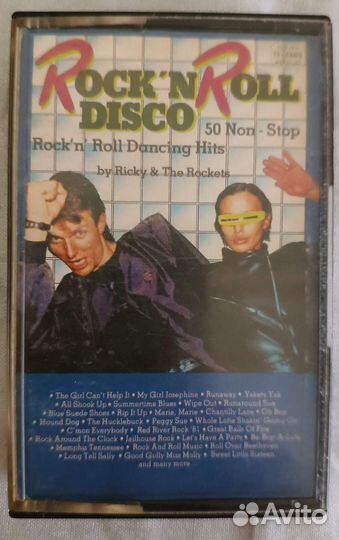 ROCK'N ROLL
DISCO
50 Non-Stop
Rock'n' Roll Dancing Hits
by Ricky & The Rockets
• The Girl Can't Help It • My Girl Josephine • Runaway • Yakety Yak
• All Shook Up • Summertime Blues • Wipe Out • Runaround Sue
• Blue Suede Shoes • Rip It Up • Marie, Marie • Chantilly Lace • Oh Boy
• Hound Dog • The Hucklebuck • Peggy Sue • Whole Lotta Shakin' Going On
• C'mon Everybody • Red River Rock '81 • Great Balls Of Fire
• Rock Around The Clock • Jailhouse Rock • Let's Have A Party • Be Bop A Lula
• Memphis Tennessee • Rock And Roll Music • Roll Over Beethoven
• Long Tall Sally • Good Golly Miss Molly • Sweet Little Sixteen
and many more
Avito